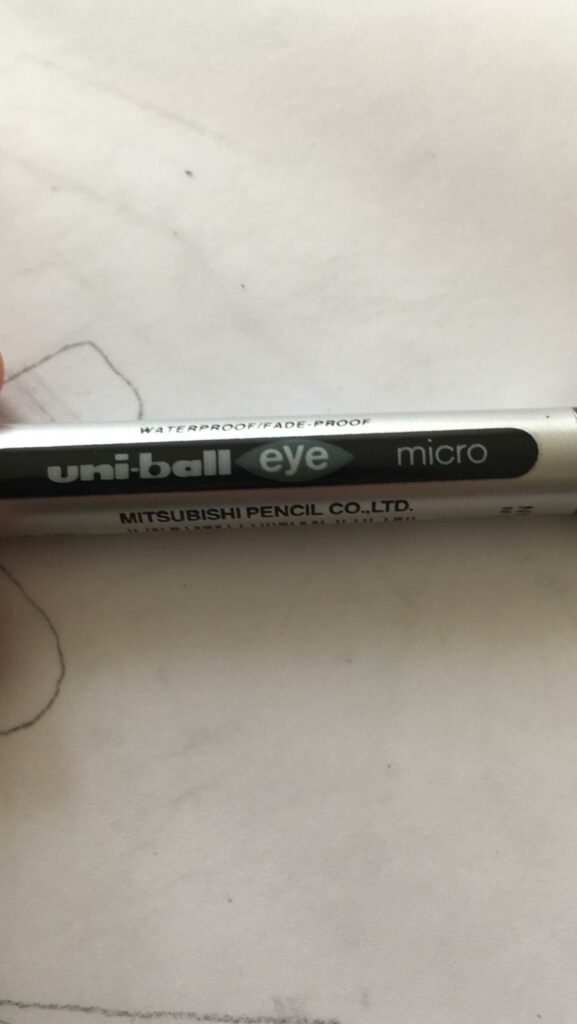 WATERPROOF/FADE-PROOF
uni-ball eye micro
MITSUBISHI PENCIL CO.,LTD.